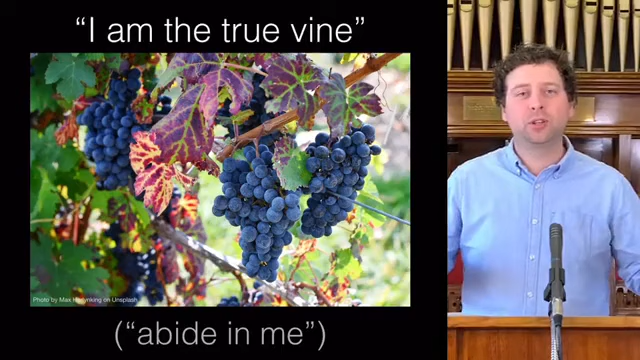 “I am the true vine”
Photo by Max on Unsplash
(“abide in me”)